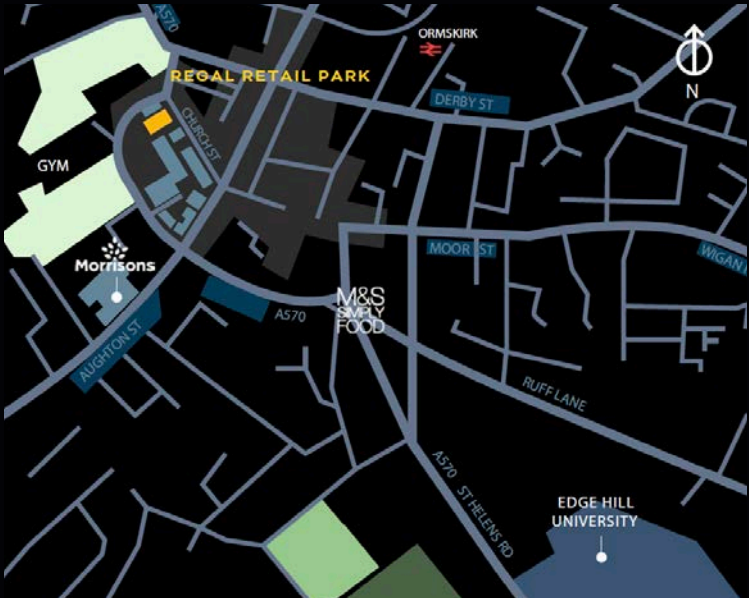 A570
ORMSKIRK
REGAL RETAIL PARK
N
DERBY ST
CHURCH ST
GYM
MOOR ST
WIGAN
Morrisons
M&S
SIMPLY
FOOD
A570
AUGHTON ST
RUFF LANE
A570 ST HELENS RD
EDGE HILL
UNIVERSITY